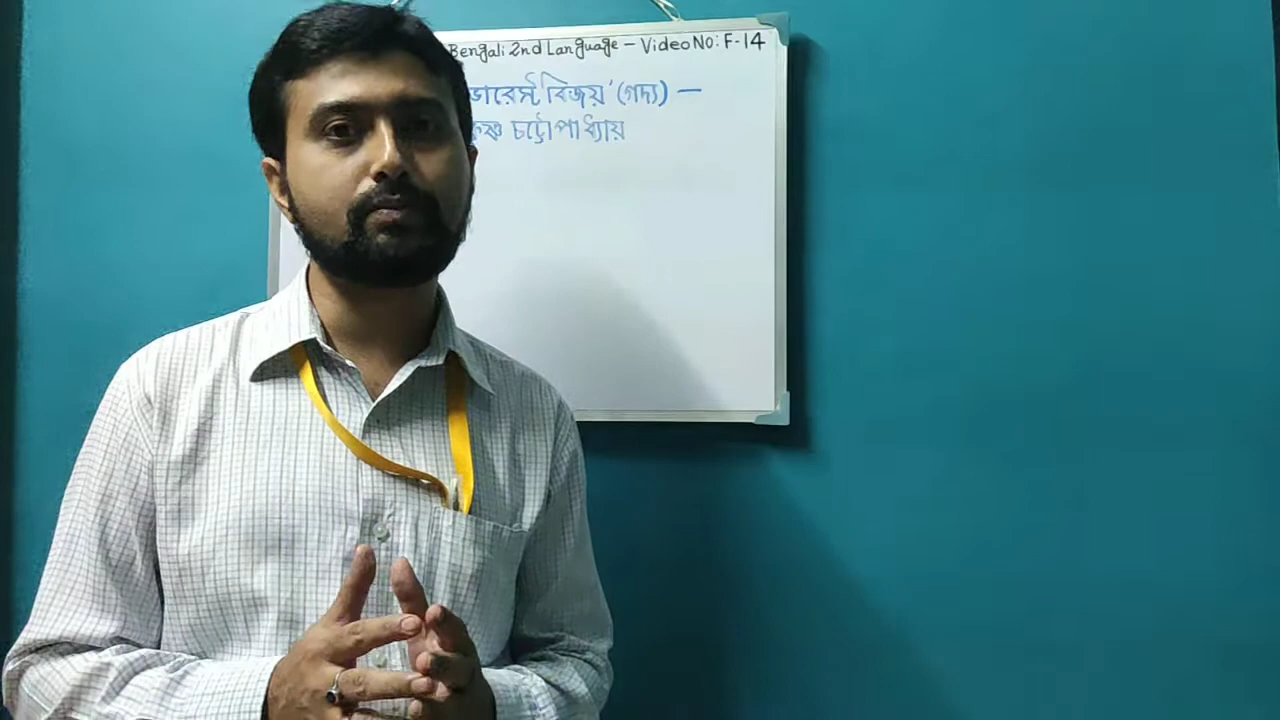 Bengali 2nd Language - Video No: F-14
বিজয়' (গদ্য) —
চট্টোপাধ্যায়